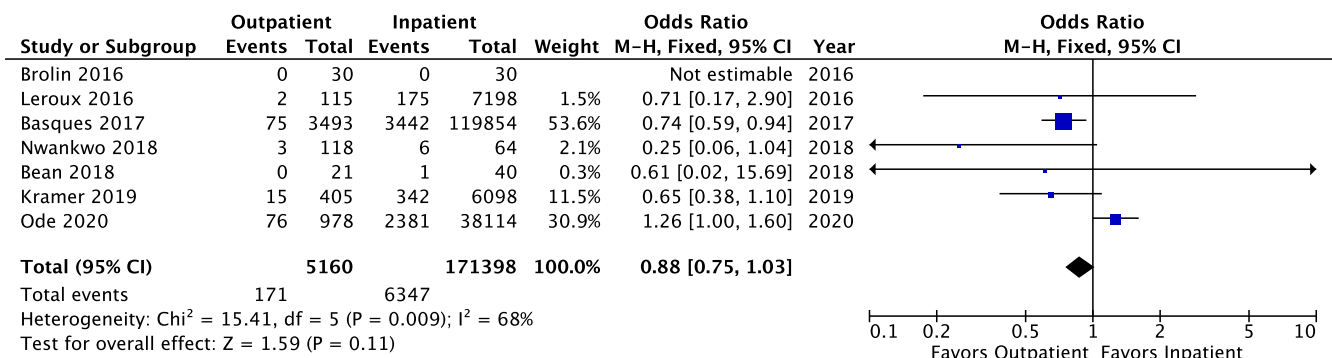 Outpatient Inpatient Odds Ratio Odds Ratio
Study or Subgroup Events Total Events Total Weight M-H, Fixed, 95% CI Year M-H, Fixed, 95% CI
Brolin 2016 0 30 0 30 Not estimable 2016
Leroux 2016 2 115 175 7198 1.5% 0.71 [0.17, 2.90] 2016
Basques 2017 75 3493 3442 119854 53.6% 0.74 [0.59, 0.94] 2017
Nwankwo 2018 3 118 6 64 2.1% 0.25 [0.06, 1.04] 2018
Bean 2018 0 21 1 40 0.3% 0.61 [0.02, 15.69] 2018
Kramer 2019 15 405 342 6098 11.5% 0.65 [0.38, 1.10] 2019
Ode 2020 76 978 2381 38114 30.9% 1.26 [1.00, 1.60] 2020
Total (95% CI) 5160 171398 100.0% 0.88 [0.75, 1.03]
Total events 171 6347
Heterogeneity: Chi² = 15.41, df = 5 (P = 0.009); I² = 68%
Test for overall effect: Z = 1.59 (P = 0.11)
0.1 0.2 0.5 1 2 5 10
Favors Outpatient Favors Inpatient